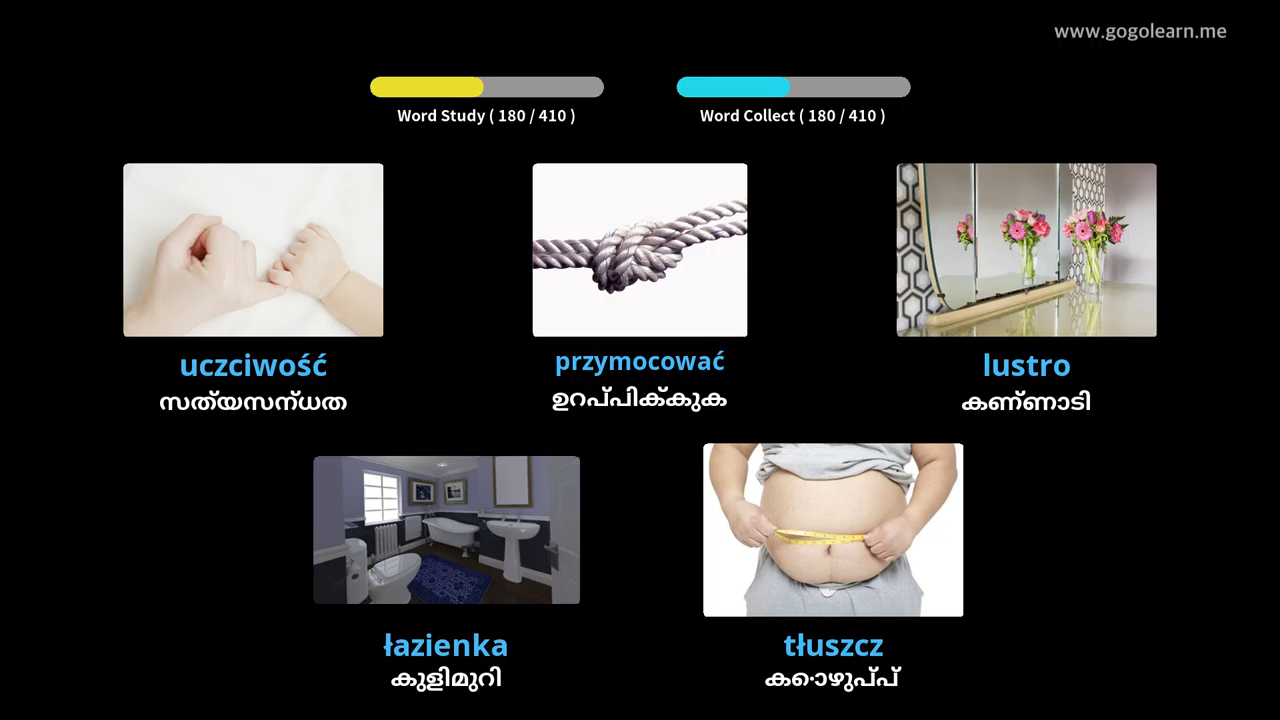 www.gogolearn.me
Word Study ( 180 / 410 )
Word Collect ( 180 / 410 )
uczciwość
സത്യസന്ധത
przymocować
ഉറപ്പിക്കുക
lustro
കണ്ണാടി
łazienka
കുളിമുറി
tłuszcz
കൊഴുപ്പ്